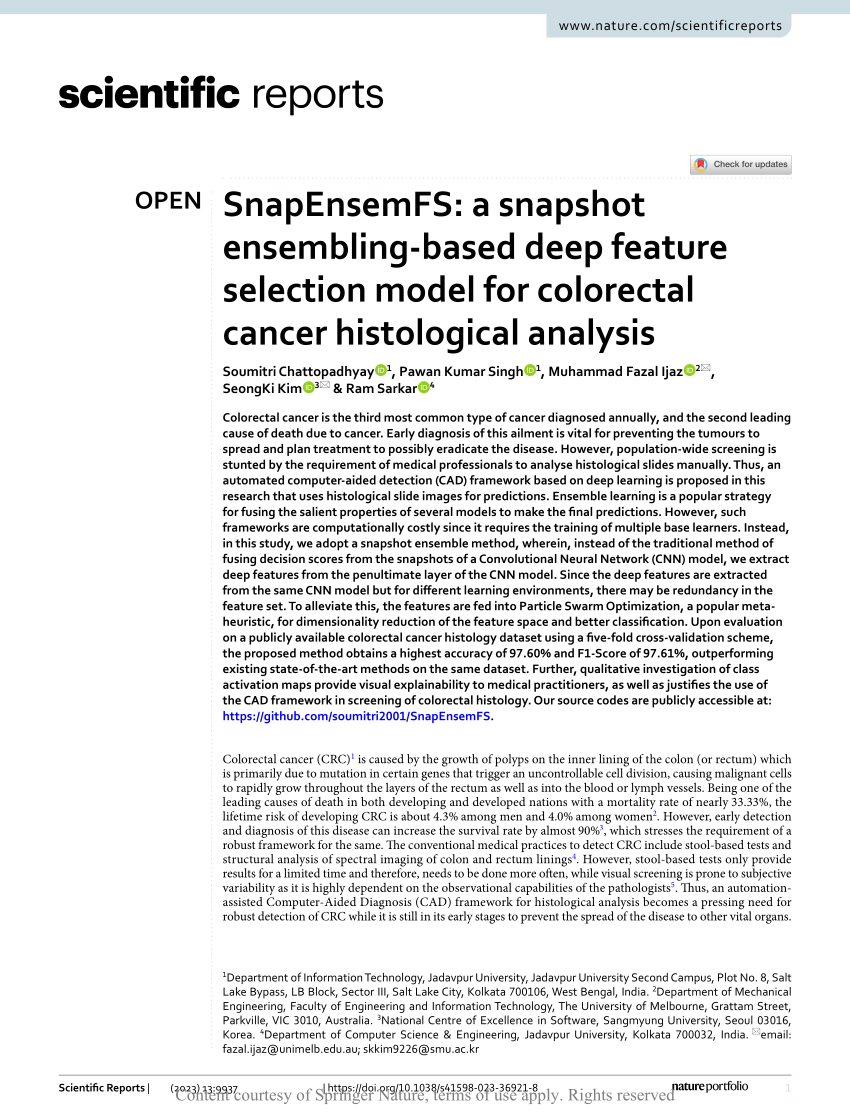 www.nature.com/scientificreports
scientific reports
Check for updates
OPEN
SnapEnsemFS: a snapshot
ensembling-based deep feature
selection model for colorectal
cancer histological analysis
Soumitri Chattopadhyay 1, Pawan Kumar Singh 1, Muhammad Fazal Ijaz 2✉,
SeongKi Kim 3✉ & Ram Sarkar 4
Colorectal cancer is the third most common type of cancer diagnosed annually, and the second leading
cause of death due to cancer. Early diagnosis of this ailment is vital for preventing the tumours to
spread and plan treatment to possibly eradicate the disease. However, population-wide screening is
stunted by the requirement of medical professionals to analyse histological slides manually. Thus, an
automated computer-aided detection (CAD) framework based on deep learning is proposed in this
research that uses histological slide images for predictions. Ensemble learning is a popular strategy
for fusing the salient properties of several models to make the final predictions. However, such
frameworks are computationally costly since it requires the training of multiple base learners. Instead,
in this study, we adopt a snapshot ensemble method, wherein, instead of the traditional method of
fusing decision scores from the snapshots of a Convolutional Neural Network (CNN) model, we extract
deep features from the penultimate layer of the CNN model. Since the deep features are extracted
from the same CNN model but for different learning environments, there may be redundancy in the
feature set. To alleviate this, the features are fed into Particle Swarm Optimization, a popular meta-
heuristic, for dimensionality reduction of the feature space and better classification. Upon evaluation
on a publicly available colorectal cancer histology dataset using a five-fold cross-validation scheme,
the proposed method obtains a highest accuracy of 97.60% and F1-Score of 97.61%, outperforming
existing state-of-the-art methods on the same dataset. Further, qualitative investigation of class
activation maps provide visual explainability to medical practitioners, as well as justifies the use of
the CAD framework in screening of colorectal histology. Our source codes are publicly accessible at:
https://github.com/soumitri2001/SnapEnsemFS.
Colorectal cancer (CRC)1 is caused by the growth of polyps on the inner lining of the colon (or rectum) which
is primarily due to mutation in certain genes that trigger an uncontrollable cell division, causing malignant cells
to rapidly grow throughout the layers of the rectum as well as into the blood or lymph vessels. Being one of the
leading causes of death in both developing and developed nations with a mortality rate of nearly 33.33%, the
lifetime risk of developing CRC is about 4.3% among men and 4.0% among women2. However, early detection
and diagnosis of this disease can increase the survival rate by almost 90%3, which stresses the requirement of a
robust framework for the same. The conventional medical practices to detect CRC include stool-based tests and
structural analysis of spectral imaging of colon and rectum linings4. However, stool-based tests only provide
results for a limited time and therefore, needs to be done more often, while visual screening is prone to subjective
variability as it is highly dependent on the observational capabilities of the pathologists5. Thus, an automation-
assisted Computer-Aided Diagnosis (CAD) framework for histological analysis becomes a pressing need for
robust detection of CRC while it is still in its early stages to prevent the spread of the disease to other vital organs.
1Department of Information Technology, Jadavpur University, Jadavpur University Second Campus, Plot No. 8, Salt
Lake Bypass, LB Block, Sector III, Salt Lake City, Kolkata 700106, West Bengal, India. 2Department of Mechanical
Engineering, Faculty of Engineering and Information Technology, The University of Melbourne, Grattam Street,
Parkville, VIC 3010, Australia. 3National Centre of Excellence in Software, Sangmyung University, Seoul 03016,
Korea. 4Department of Computer Science & Engineering, Jadavpur University, Kolkata 700032, India. ✉email:
fazal.ijaz@unimelb.edu.au; skkim9226@smu.ac.kr
Scientific Reports | (2023) 13:9937 | https://doi.org/10.1038/s41598-023-36921-8 natureportfolio 1
Content courtesy of Springer Nature, terms of use apply. Rights reserved